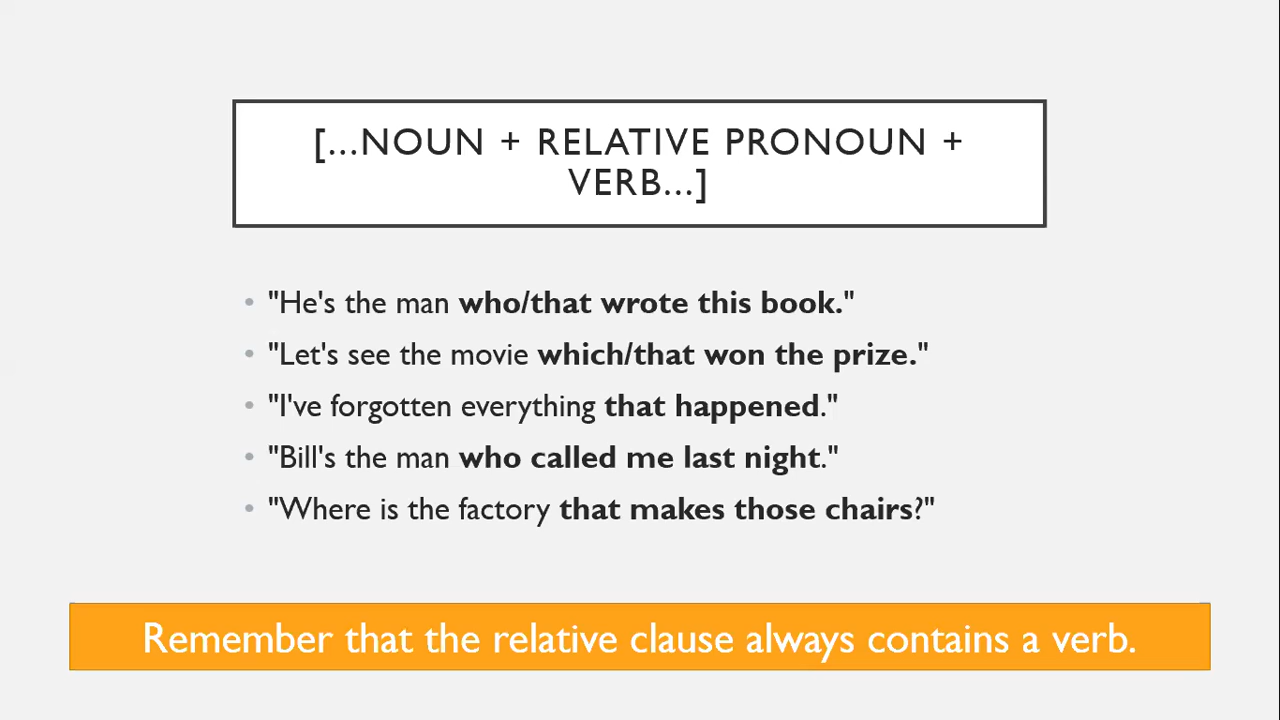 [...NOUN + RELATIVE PRONOUN +
VERB...]
• "He's the man who/that wrote this book."
• "Let's see the movie which/that won the prize."
• "I've forgotten everything that happened."
• "Bill's the man who called me last night."
• "Where is the factory that makes those chairs?"
Remember that the relative clause always contains a verb.